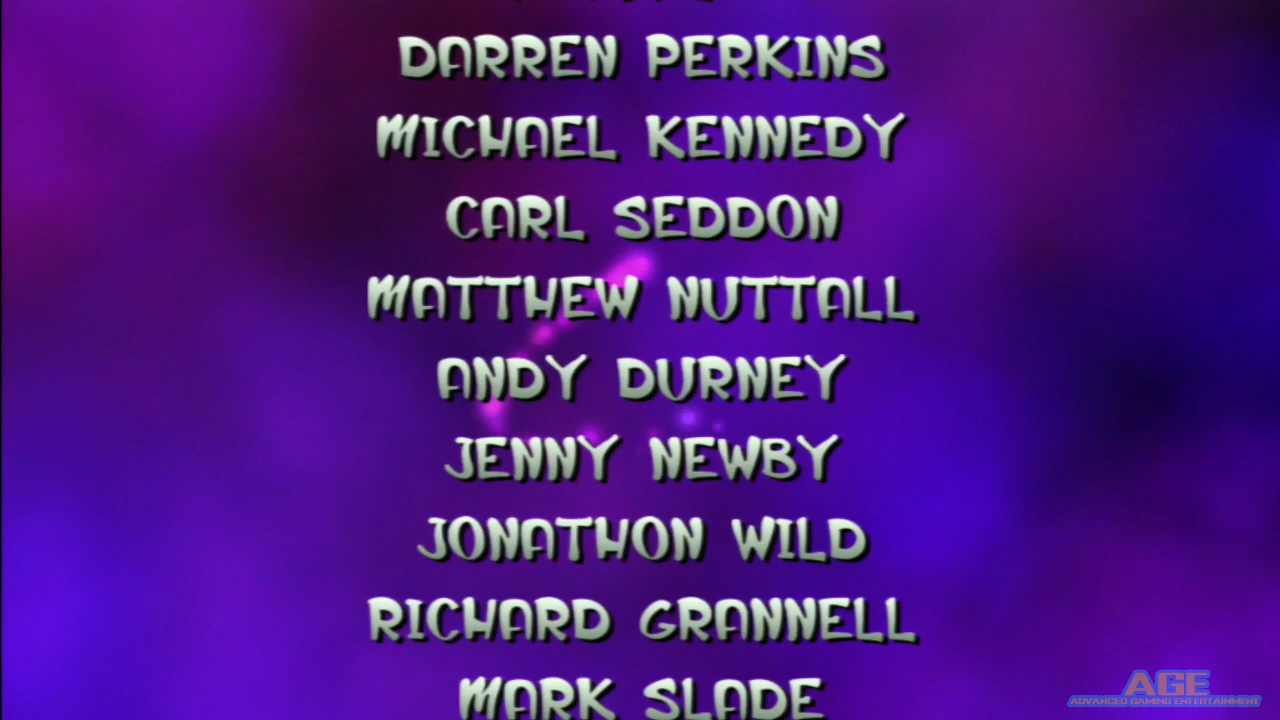 DARREN PERKINS
MICHAEL KENNEDY
CARL SEDDON
MATTHEW NUTTALL
ANDY DURNEY
JENNY NEWBY
JONATHON WILD
RICHARD GRANNELL
MARK SLADE
AGE
ADVANCED GAMING ENTERTAINMENT